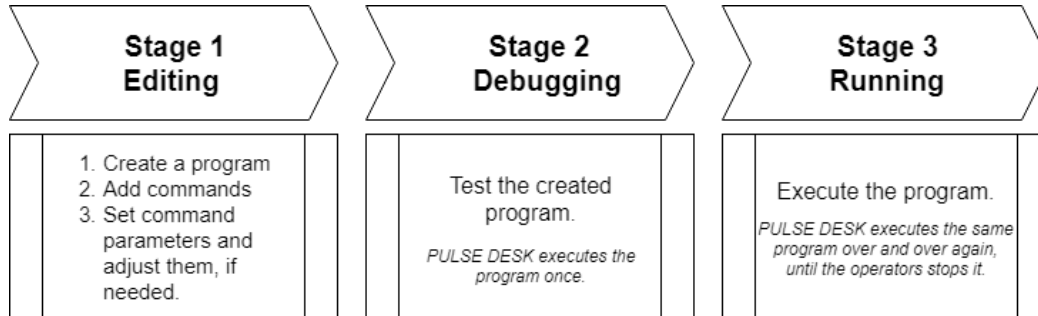 Stage 1
Editing
Stage 2
Debugging
Stage 3
Running
1. Create a program
2. Add commands
3. Set command
parameters and
adjust them, if
needed.
Test the created
program.
PULSE DESK executes the
program once.
Execute the program.
PULSE DESK executes the same
program over and over again,
until the operators stops it.